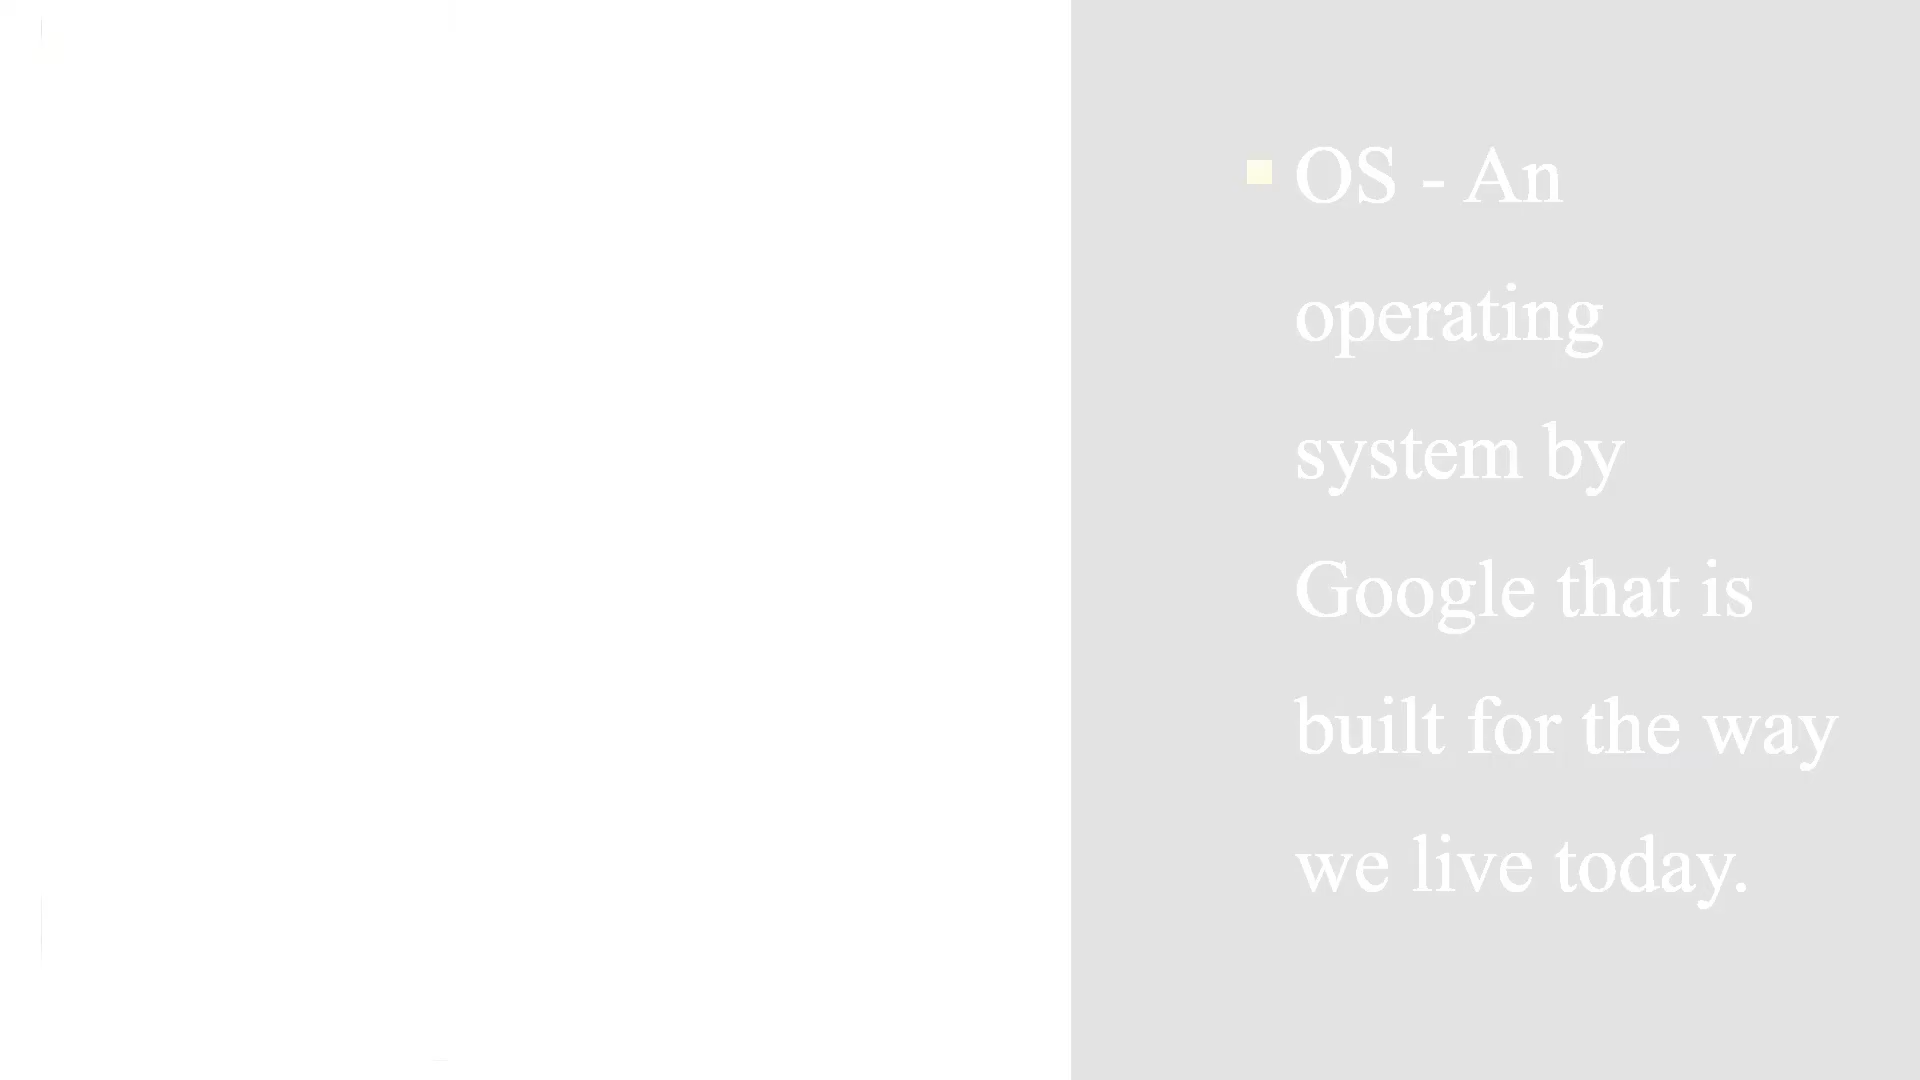 OS - An
operating
system by
Google that is
built for the way
we live today.